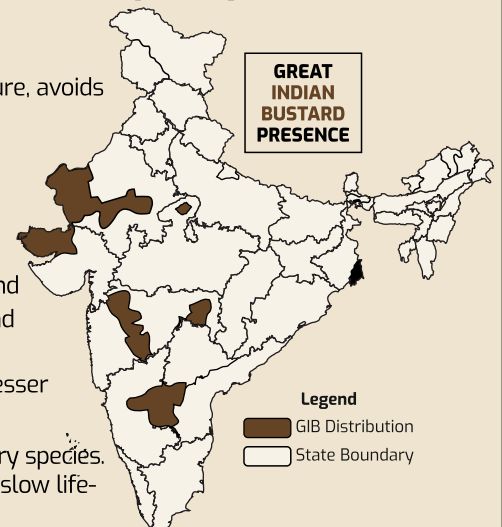 ure, avoids
GREAT
INDIAN
BUSTARD
PRESENCE
nd
d
esser
ry species.
slow life-
Legend
GIB Distribution
State Boundary